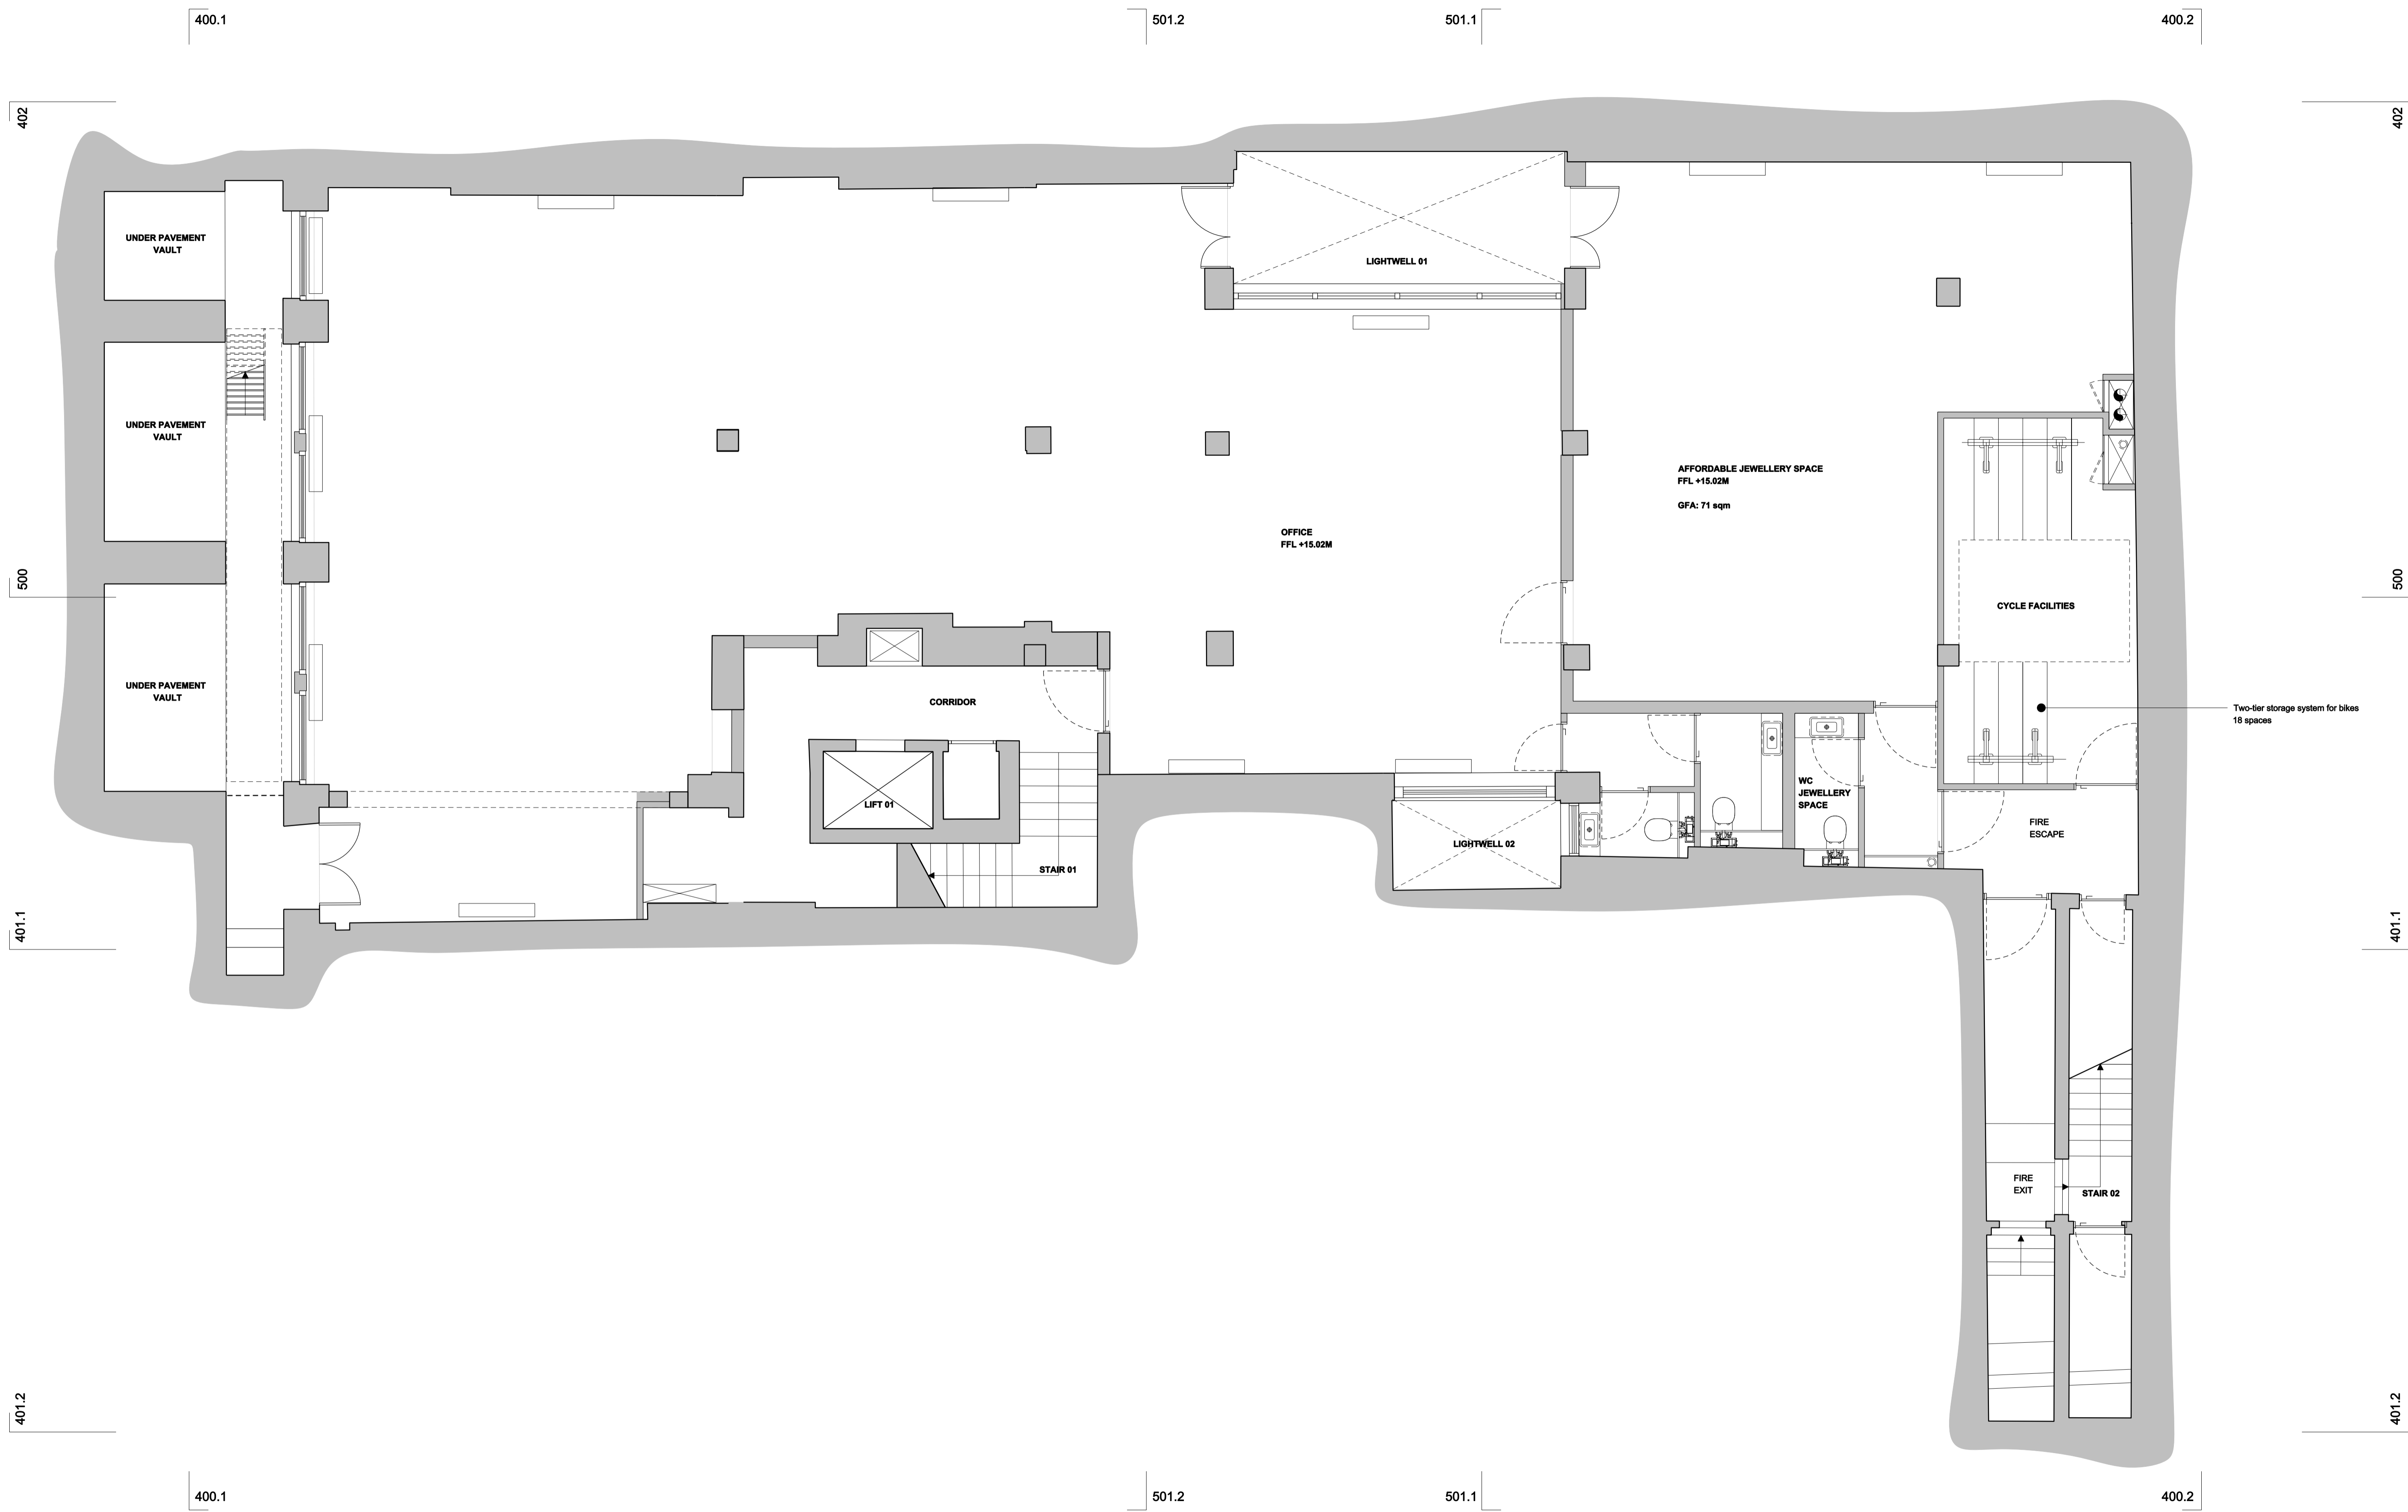 400.1
501.2
501.1
400.2
402
402
UNDER PAVEMENT
VAULT
LIGHTWELL 01
UNDER PAVEMENT
VAULT
AFFORDABLE JEWELLERY SPACE
FFL +15.02M
GFA: 71 sqm
OFFICE
FFL +15.02M
500
500
CYCLE FACILITIES
UNDER PAVEMENT
VAULT
CORRIDOR
Two-tier storage system for bikes
18 spaces
LIFT 01
WC
JEWELLERY
SPACE
FIRE
ESCAPE
LIGHTWELL 02
STAIR 01
401.1
401.1
FIRE
EXIT
STAIR 02
401.2
401.2
400.1
501.2
501.1
400.2